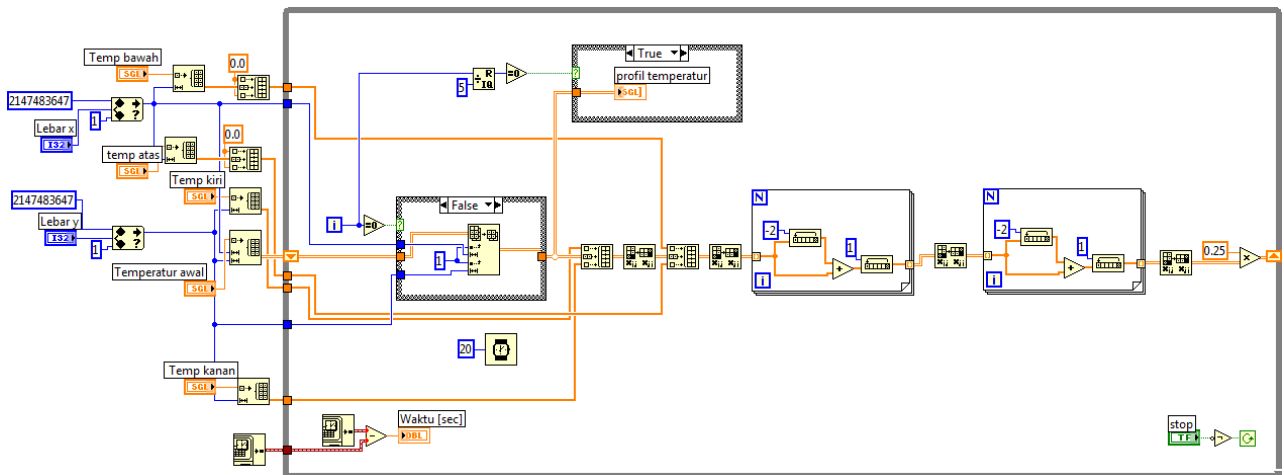 Temp bawah
SGL
0.0
2147483647
1
Lebar x
I32
temp atas
SGL
0.0
Temp kiri
SGL
2147483647
Lebar y
I32
1
Temperatur awal
SGL
Temp kanan
SGL
True
profil temperatur
SGL
R
IQ
=0
5
?
i
=0
?
False
1
20
Waktu [sec]
DBL
N
-2
1
i
N
-2
1
i
0.25
stop
TF